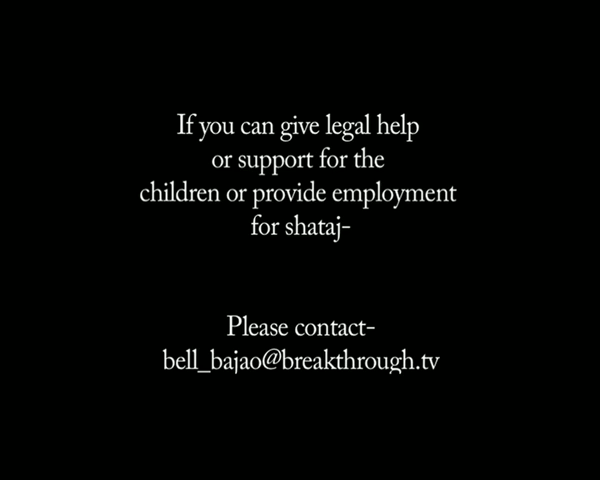 If you can give legal help
or support for the
children or provide employment
for shataj-
Please contact-
bell_bajao@breakthrough.tv